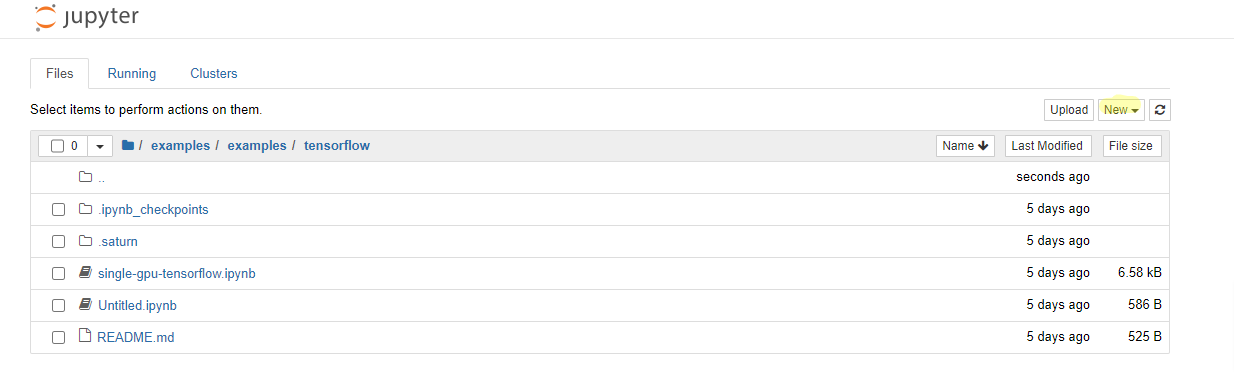 jupyter
Files Running Clusters
Select items to perform actions on them. Upload New
0 / examples / examples / tensorflow Name Last Modified File size
.. seconds ago
.ipynb_checkpoints 5 days ago
.saturn 5 days ago
single-gpu-tensorflow.ipynb 5 days ago 6.58 kB
Untitled.ipynb 5 days ago 586 B
README.md 5 days ago 525 B